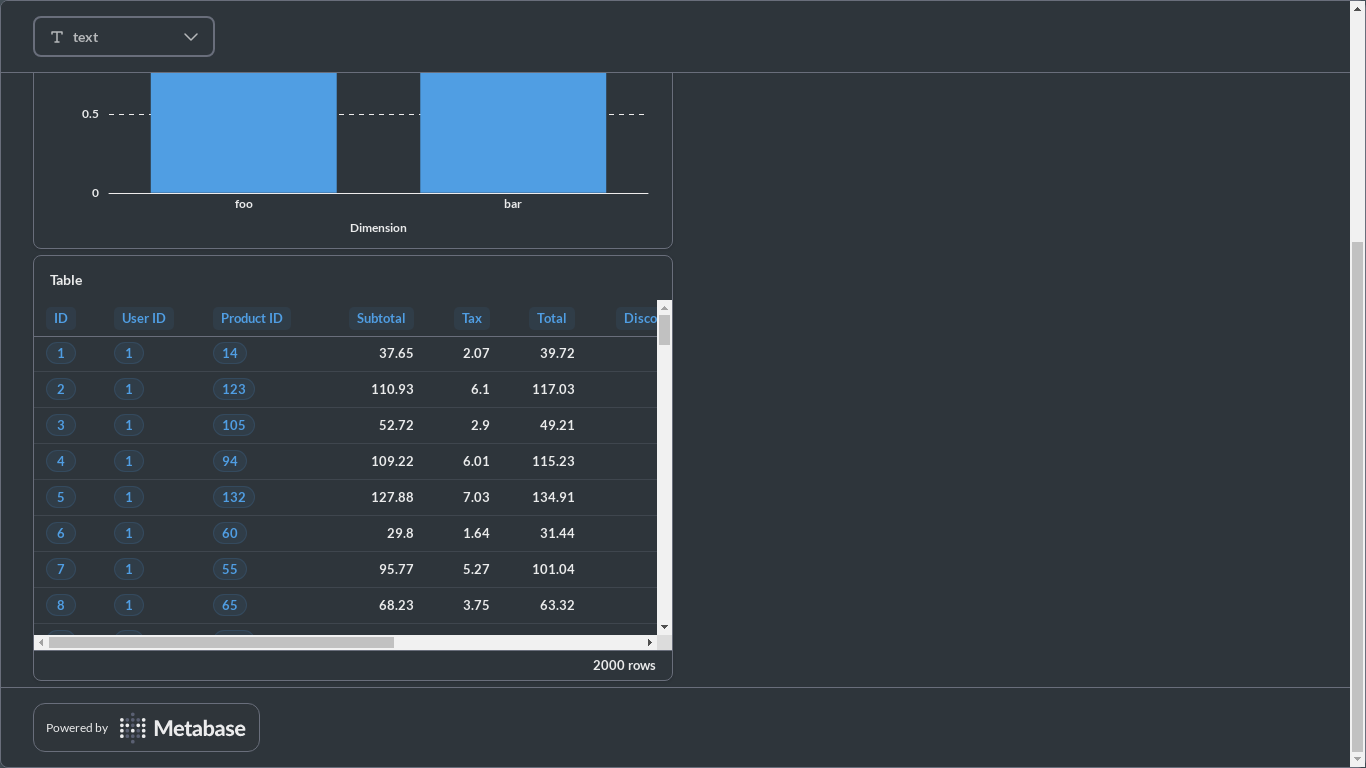 text
0.5
0
foo bar
Dimension
Table
ID User ID Product ID Subtotal Tax Total Disco
1 1 14 37.65 2.07 39.72
2 1 123 110.93 6.1 117.03
3 1 105 52.72 2.9 49.21
4 1 94 109.22 6.01 115.23
5 1 132 127.88 7.03 134.91
6 1 60 29.8 1.64 31.44
7 1 55 95.77 5.27 101.04
8 1 65 68.23 3.75 63.32
2000 rows
Powered by Metabase